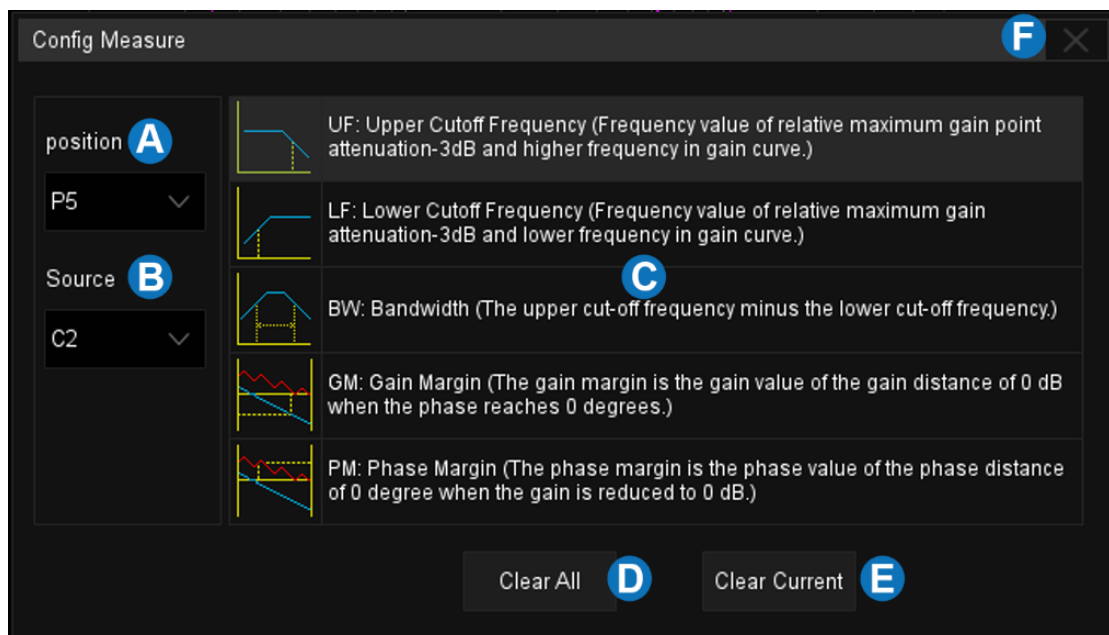 Config Measure
F
position A
P5
Source B
C2
UF: Upper Cutoff Frequency (Frequency value of relative maximum gain point
attenuation-3dB and higher frequency in gain curve.)
LF: Lower Cutoff Frequency (Frequency value of relative maximum gain
attenuation-3dB and lower frequency in gain curve.)
C
BW: Bandwidth (The upper cut-off frequency minus the lower cut-off frequency.)
GM: Gain Margin (The gain margin is the gain value of the gain distance of 0 dB
when the phase reaches 0 degrees.)
PM: Phase Margin (The phase margin is the phase value of the phase distance
of 0 degree when the gain is reduced to 0 dB.)
Clear All D
Clear Current E